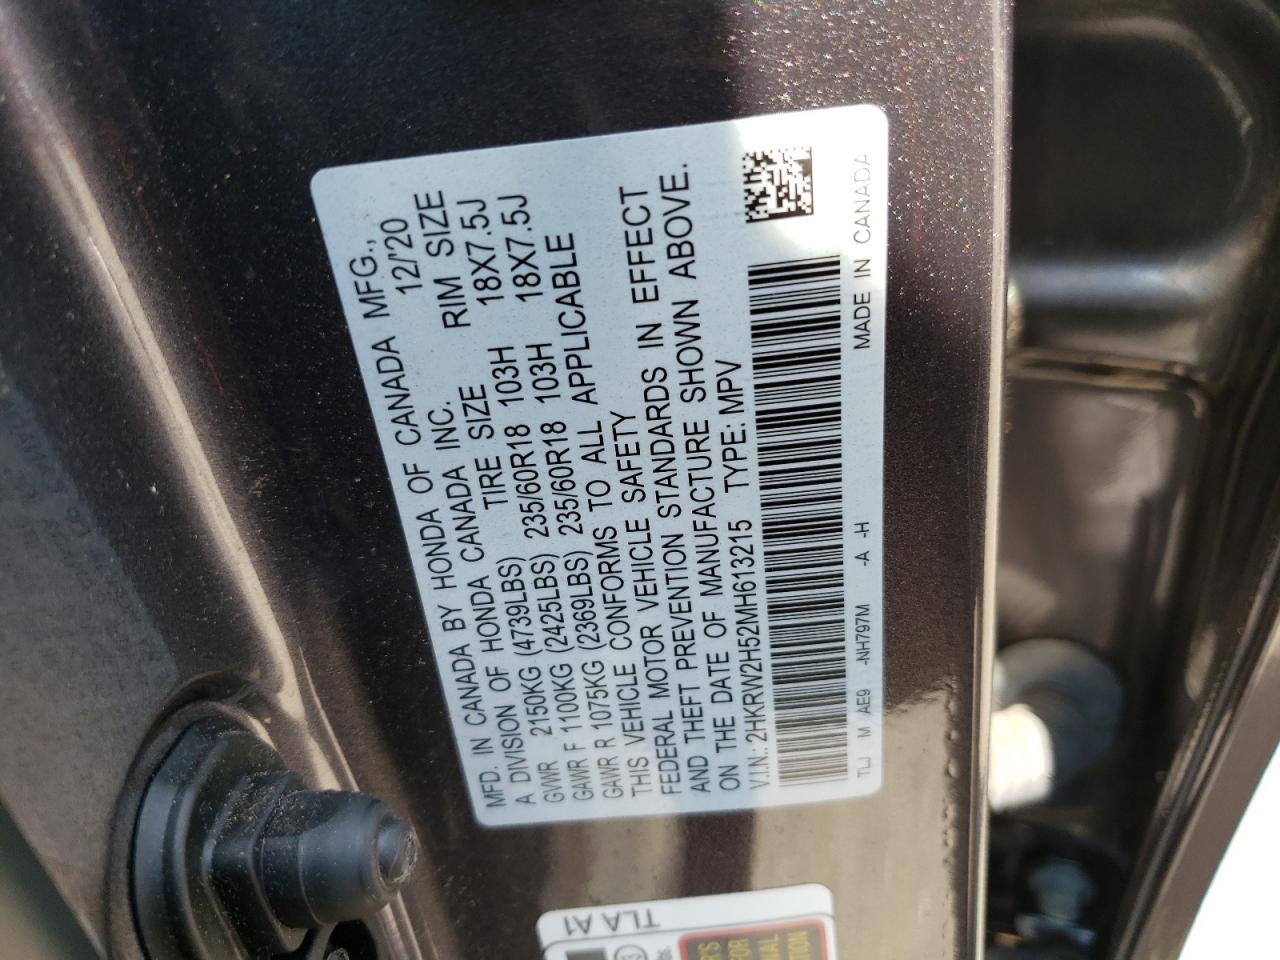 MFD. IN CANADA BY HONDA OF CANADA MFG.,
A DIVISION OF HONDA CANADA INC. 12/'20
TIRE SIZE RIM SIZE
GVWR 2150KG (4739LBS)
GAWR F 1100KG (2425LBS) 235/60R18 103H 18X7.5J
GAWR R 1075KG (2369LBS) 235/60R18 103H 18X7.5J
THIS VEHICLE CONFORMS TO ALL APPLICABLE
FEDERAL MOTOR VEHICLE SAFETY
AND THEFT PREVENTION STANDARDS IN EFFECT
ON THE DATE OF MANUFACTURE SHOWN ABOVE.
V.I.N.: 2HKRW2H52MH613215 TYPE: MPV
TLJ M AE9 -NH797M -A -H MADE IN CANADA
TLA A1